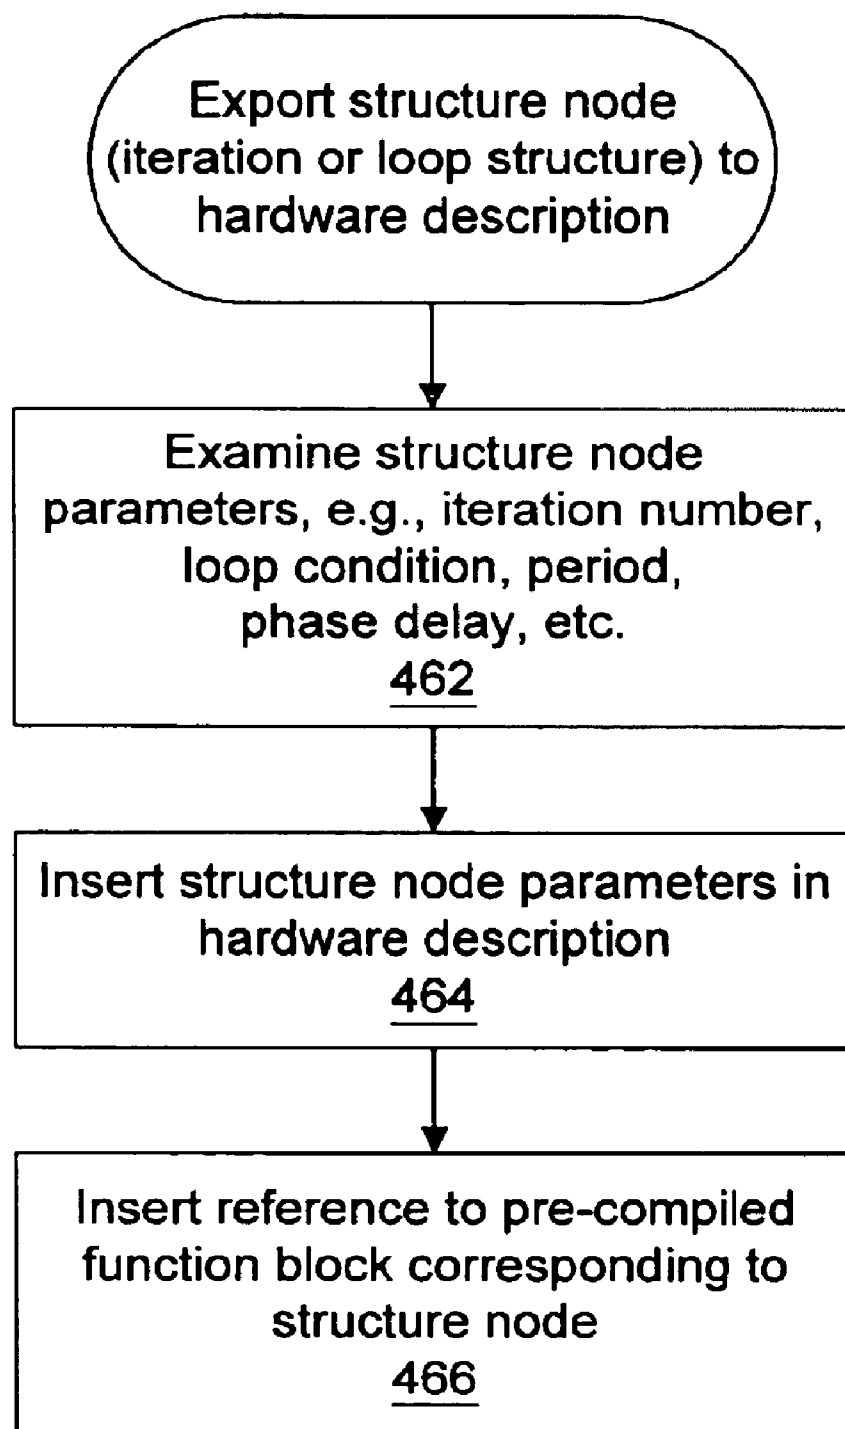 Export structure node
(iteration or loop structure) to
hardware description
Examine structure node
parameters, e.g., iteration number,
loop condition, period,
phase delay, etc.
462
Insert structure node parameters in
hardware description
464
Insert reference to pre-compiled
function block corresponding to
structure node
466